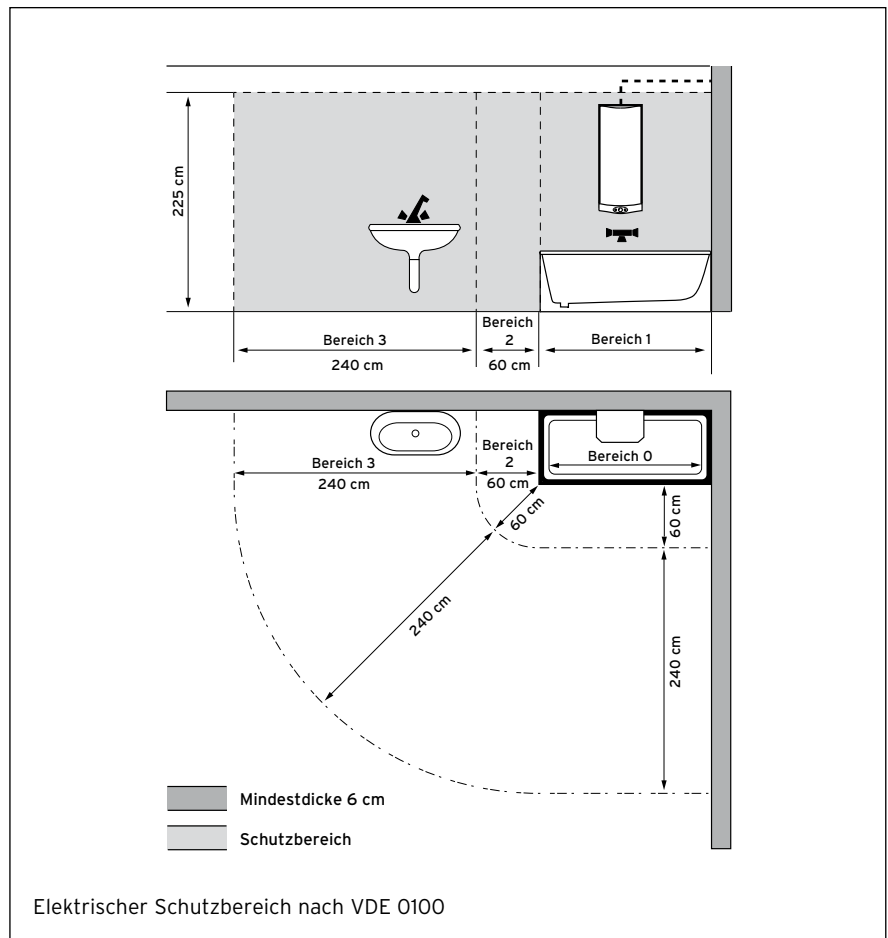 225 cm
Bereich 3
240 cm
Bereich
2
60 cm
Bereich 1
Bereich 3
240 cm
Bereich
2
60 cm
Bereich 0
60 cm
60 cm
240 cm
240 cm
Mindestdicke 6 cm
Schutzbereich
Elektrischer Schutzbereich nach VDE 0100